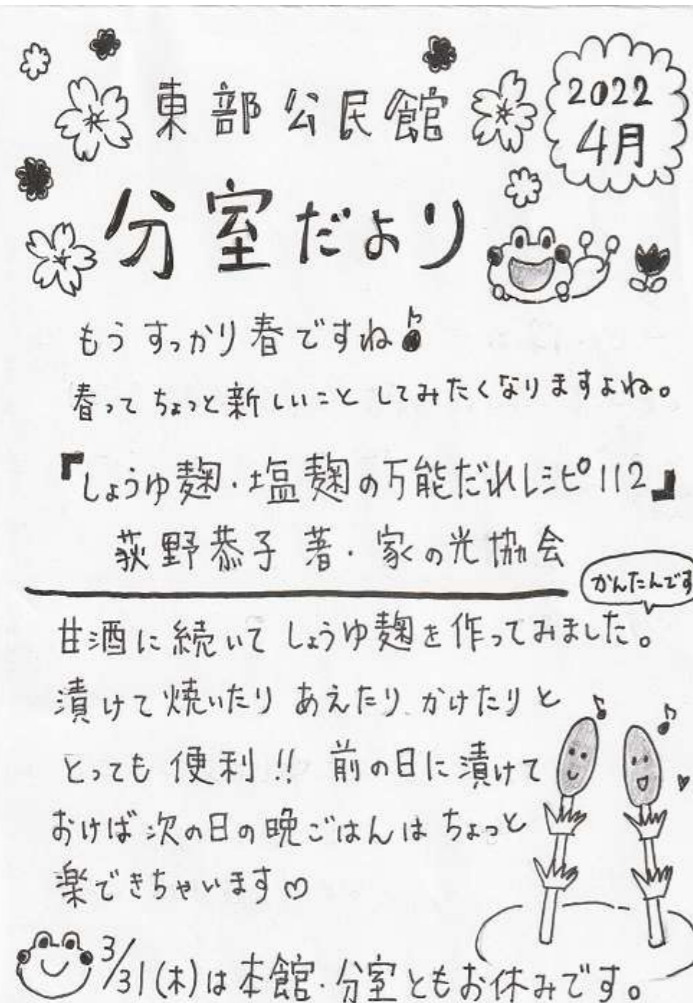 東部公民館
2022
4月
分室だより
もうすっかり春ですね♪
春ってちょっと新しいことしてみたくなりますよね。
『しょうゆ麹・塩麹の万能だれレシピ112』
荻野恭子 著・家の光協会
かんたんです
甘酒に続いてしょうゆ麹を作ってみました。
漬けて焼いたり あえたり、かけたりと
とっても便利!! 前の日に漬けて
おけば次の日の晩ごはんはちょっと
楽できちゃいます♡
3/31(木)は本館・分室ともお休みです。